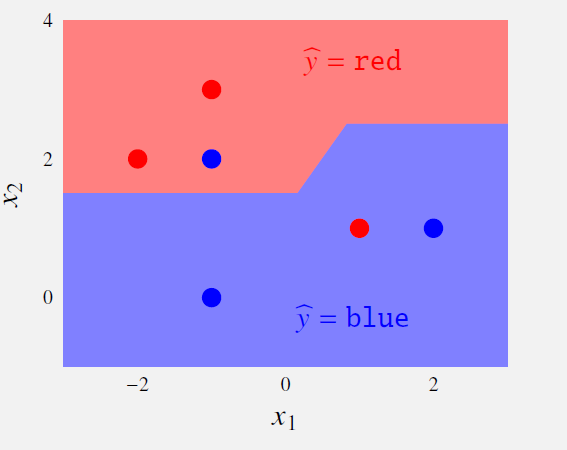 4
ŷ = red
2
x₂
0
ŷ = blue
−2 0 2
x₁